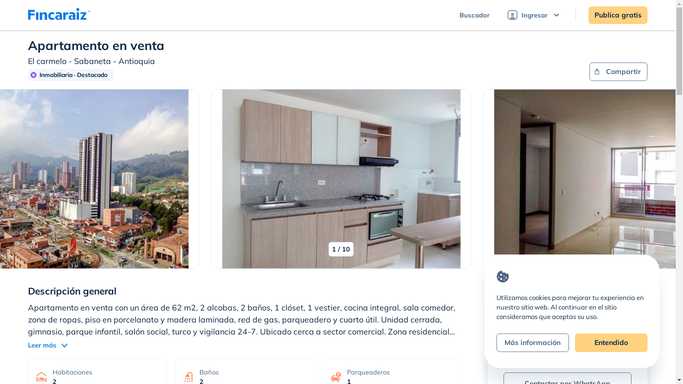 Fincaraiz
Buscador
Ingresar
Publica gratis
Apartamento en venta
El carmelo - Sabaneta - Antioquia
Inmobiliaria - Destacado
Compartir
1 / 10
Descripción general
Apartamento en venta con un área de 62 m2, 2 alcobas, 2 baños, 1 clóset, 1 vestier, cocina integral, sala comedor,
zona de ropas, piso en porcelanato y madera laminada, red de gas, parqueadero y cuarto útil. Unidad cerrada,
gimnasio, parque infantil, salón social, turco y vigilancia 24-7. Ubicado cerca a sector comercial. Zona residencial...
Leer más
Habitaciones
2
Baños
2
Parqueaderos
1
Utilizamos cookies para mejorar tu experiencia en
nuestro sitio web. Al continuar en el sitio
consideramos que aceptas su uso.
Más información
Entendido
Contactar por WhatsApp